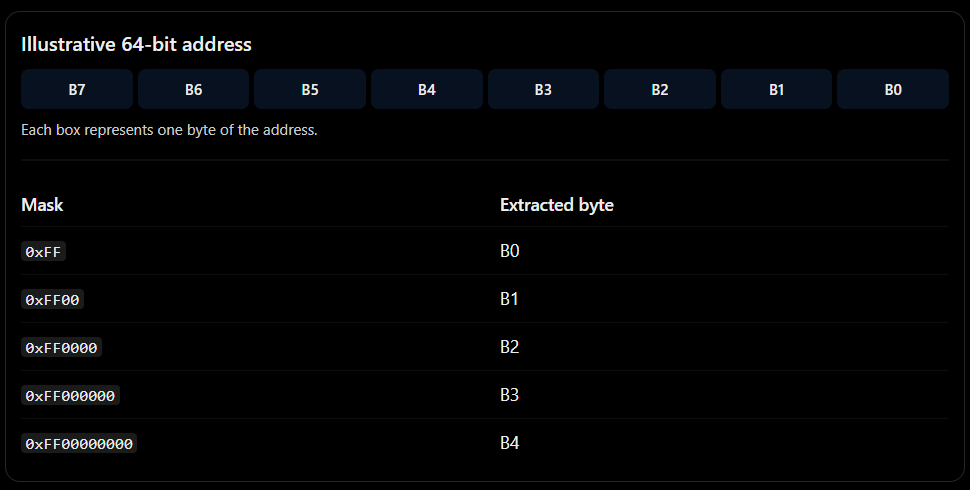 Illustrative 64-bit address
B7 B6 B5 B4 B3 B2 B1 B0
Each box represents one byte of the address.
Mask Extracted byte
0xFF B0
0xFF00 B1
0xFF0000 B2
0xFF000000 B3
0xFF00000000 B4